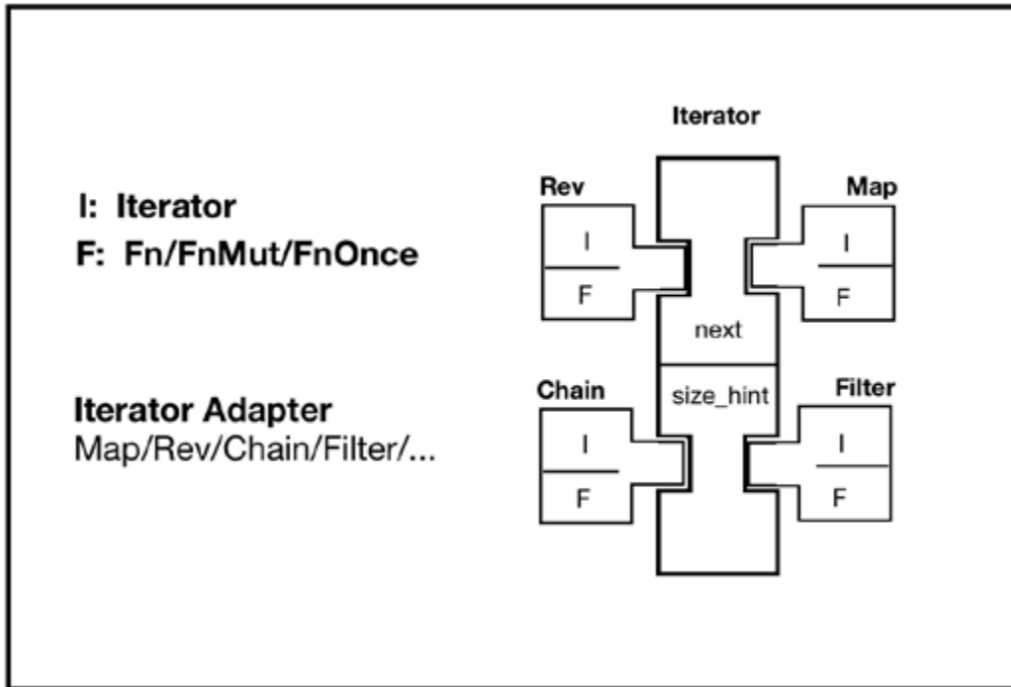 I: Iterator
F: Fn/FnMut/FnOnce
Iterator Adapter
Map/Rev/Chain/Filter/...
Iterator
Rev
I
F
Map
I
F
next
size_hint
Chain
I
F
Filter
I
F